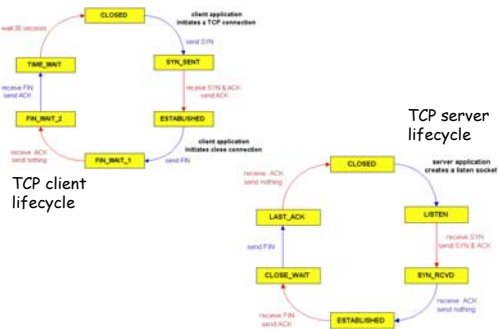 CLOSED
client application
initiates a TCP connection
wait 30 seconds
send SYN
TIME_WAIT
SYN_SENT
receive FIN
send ACK
receive SYN & ACK
send ACK
FIN_WAIT_2
ESTABLISHED
client application
initiates close connection
receive ACK
send nothing
send FIN
FIN_WAIT_1
TCP client
lifecycle
TCP server
lifecycle
CLOSED
server application
creates a listen socket
receive ACK
send nothing
LAST_ACK
LISTEN
send FIN
receive SYN
send SYN & ACK
CLOSE_WAIT
SYN_RCVD
receive FIN
send ACK
receive ACK
send nothing
ESTABLISHED